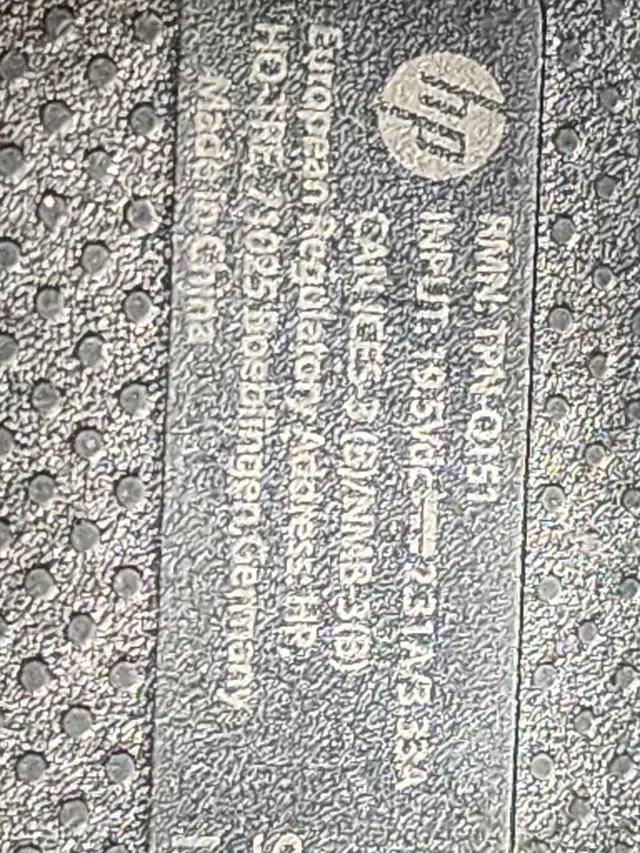 hp
RMN: TPN-Q151
INPUT: 19.5Vdc 2.31A/3.33A
CAN ICES-3 (B)/NMB-3(B)
European Regulatory Address: HP,
HQ-TRE, 71025 Boeblingen, Germany
Made in China